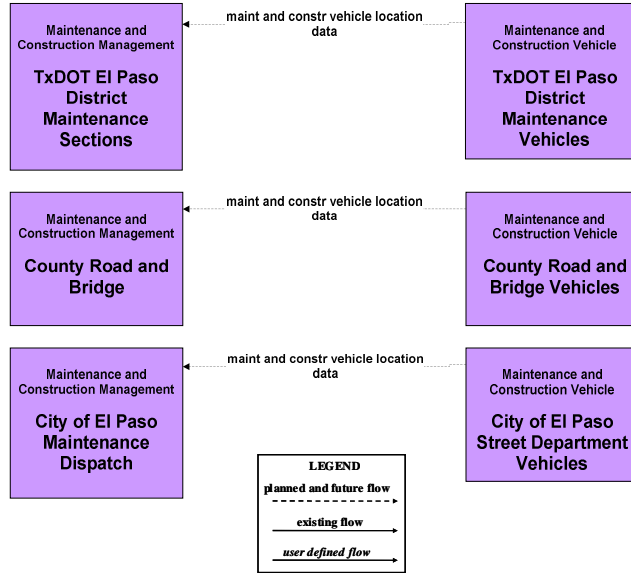 Maintenance and
Construction Management
TxDOT El Paso
District
Maintenance
Sections
maint and constr vehicle location
data
Maintenance and
Construction Vehicle
TxDOT El Paso
District
Maintenance
Vehicles
Maintenance and
Construction Management
County Road and
Bridge
maint and constr vehicle location
data
Maintenance and
Construction Vehicle
County Road and
Bridge Vehicles
Maintenance and
Construction Management
City of El Paso
Maintenance
Dispatch
maint and constr vehicle location
data
Maintenance and
Construction Vehicle
City of El Paso
Street Department
Vehicles
LEGEND
planned and future flow
existing flow
user defined flow